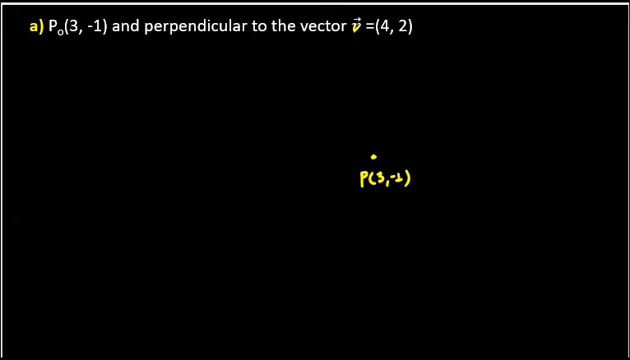 a) P₀(3, -1) and perpendicular to the vector v⃗ =(4, 2)
P(3,-1)